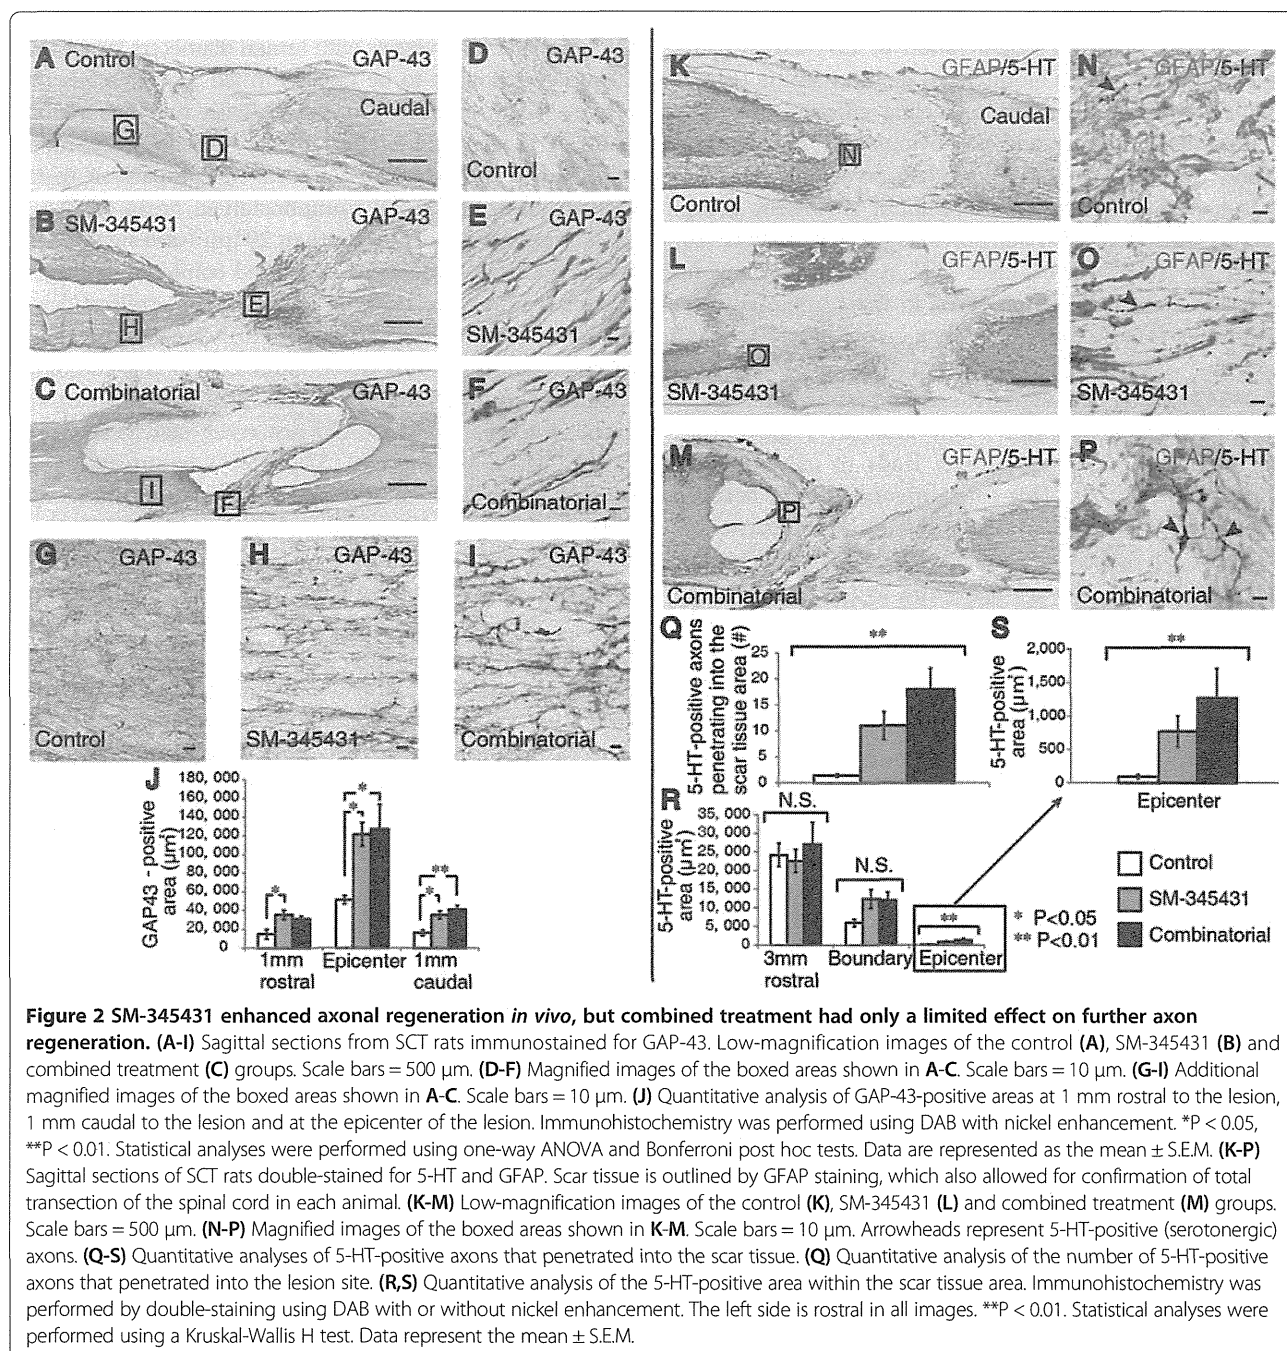 A Control GAP-43
Caudal
G
D
B SM-345431 GAP-43
E
H
C Combinatorial GAP-43
I
F
D GAP-43
Control
E GAP-43
SM-345431
F GAP-43
Combinatorial
G GAP-43
Control
H GAP-43
SM-345431
I GAP-43
Combinatorial
J
GAP43 - positive
area (μm²)
180, 000
160, 000
140, 000
120, 000
100, 000
80, 000
60, 000
40, 000
20, 000
0
* * * * **
1mm
rostral
Epicenter
1mm
caudal
K GFAP/5-HT
Caudal
N
Control
L GFAP/5-HT
O
SM-345431
M GFAP/5-HT
P
Combinatorial
N GFAP/5-HT
Control
O GFAP/5-HT
SM-345431
P GFAP/5-HT
Combinatorial
Q
5-HT-positive axons
penetrating into the
scar tissue area (#)
25
20
15
10
5
0
**
S
5-HT-positive
area (μm²)
2,000
1,500
1,000
500
0
**
Epicenter
R
5-HT-positive
area (μm²)
35, 000
30, 000
25, 000
20, 000
15, 000
10, 000
5, 000
0
N.S.
N.S.
**
3mm
rostral
Boundary
Epicenter
* P<0.05
** P<0.01
Control
SM-345431
Combinatorial
Figure 2 SM-345431 enhanced axonal regeneration in vivo, but combined treatment had only a limited effect on further axon
regeneration. (A-I) Sagittal sections from SCT rats immunostained for GAP-43. Low-magnification images of the control (A), SM-345431 (B) and
combined treatment (C) groups. Scale bars = 500 μm. (D-F) Magnified images of the boxed areas shown in A-C. Scale bars = 10 μm. (G-I) Additional
magnified images of the boxed areas shown in A-C. Scale bars = 10 μm. (J) Quantitative analysis of GAP-43-positive areas at 1 mm rostral to the lesion,
1 mm caudal to the lesion and at the epicenter of the lesion. Immunohistochemistry was performed using DAB with nickel enhancement. *P < 0.05,
**P < 0.01. Statistical analyses were performed using one-way ANOVA and Bonferroni post hoc tests. Data are represented as the mean ± S.E.M. (K-P)
Sagittal sections of SCT rats double-stained for 5-HT and GFAP. Scar tissue is outlined by GFAP staining, which also allowed for confirmation of total
transection of the spinal cord in each animal. (K-M) Low-magnification images of the control (K), SM-345431 (L) and combined treatment (M) groups.
Scale bars = 500 μm. (N-P) Magnified images of the boxed areas shown in K-M. Scale bars = 10 μm. Arrowheads represent 5-HT-positive (serotonergic)
axons. (Q-S) Quantitative analyses of 5-HT-positive axons that penetrated into the scar tissue. (Q) Quantitative analysis of the number of 5-HT-positive
axons that penetrated into the lesion site. (R,S) Quantitative analysis of the 5-HT-positive area within the scar tissue area. Immunohistochemistry was
performed by double-staining using DAB with or without nickel enhancement. The left side is rostral in all images. **P < 0.01. Statistical analyses were
performed using a Kruskal-Wallis H test. Data represent the mean ± S.E.M.